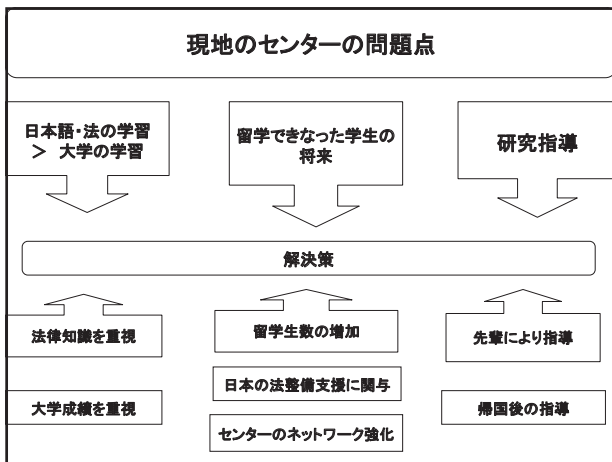 現地のセンターの問題点
日本語・法の学習
＞ 大学の学習
留学できなった学生の
将来
研究指導
解決策
法律知識を重視
留学生数の増加
先輩により指導
大学成績を重視
日本の法整備支援に関与
帰国後の指導
センターのネットワーク強化